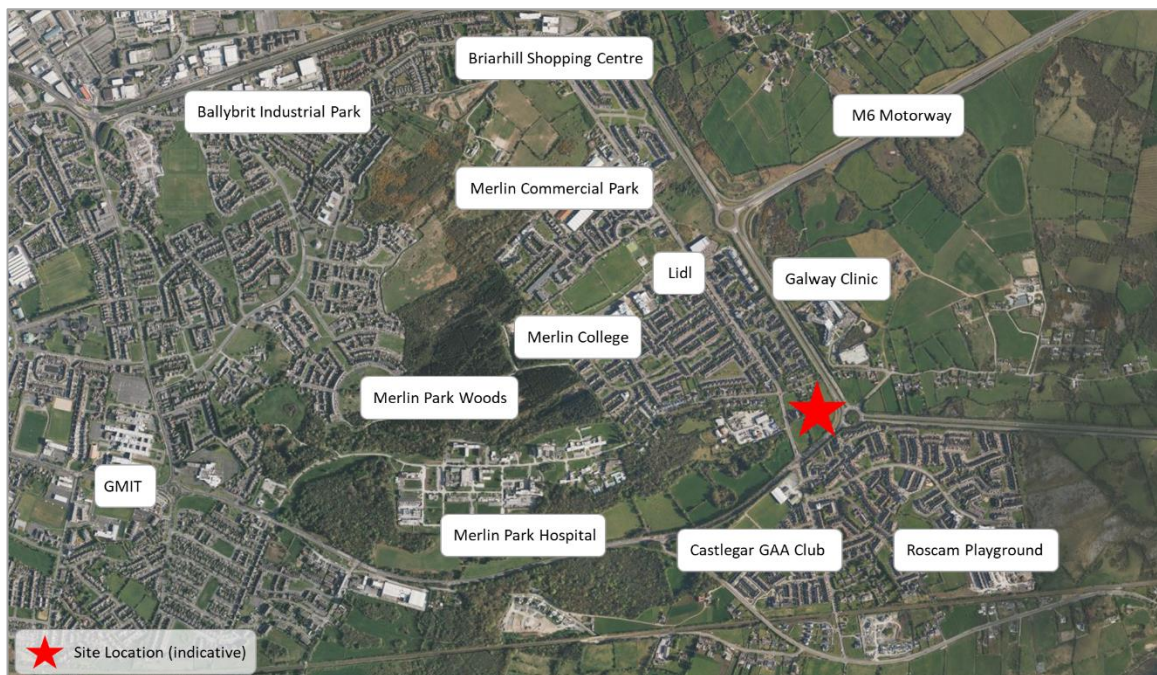 Briarhill Shopping Centre
Ballybrit Industrial Park
M6 Motorway
Merlin Commercial Park
Lidl
Galway Clinic
Merlin College
Merlin Park Woods
GMIT
Merlin Park Hospital
Castlegar GAA Club
Roscam Playground
Site Location (indicative)